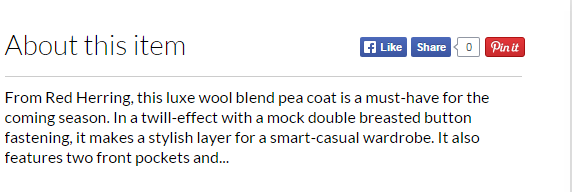 About this item
Like Share 0 Pin it
From Red Herring, this luxe wool blend pea coat is a must-have for the
coming season. In a twill-effect with a mock double breasted button
fastening, it makes a stylish layer for a smart-casual wardrobe. It also
features two front pockets and...